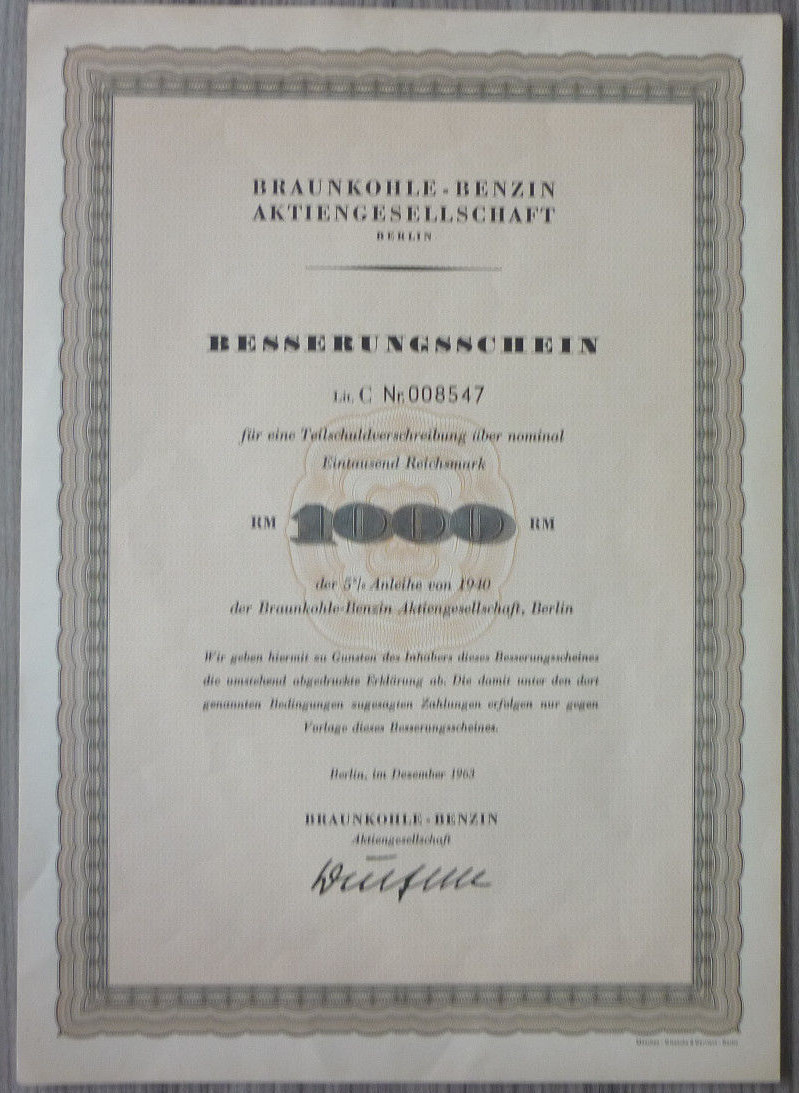 BRAUNKOHLE-BENZIN
AKTIENGESELLSCHAFT
BERLIN
BESSERUNGSSCHEIN
Lit. C Nr. 008547
für eine Teilschuldverschreibung über nominal
Eintausend Reichsmark
RM 1000 RM
der 5% Anleihe von 1940
der Braunkohle-Benzin Aktiengesellschaft, Berlin
Wir geben hiermit zu Gunsten des Inhabers dieses Besserungsscheines
die umstehend abgedruckte Erklärung ab. Die damit unter den dort
genannten Bedingungen zugesagten Zahlungen erfolgen nur gegen
Vorlage dieses Besserungsscheines.
Berlin, im Dezember 1963
BRAUNKOHLE-BENZIN
Aktiengesellschaft